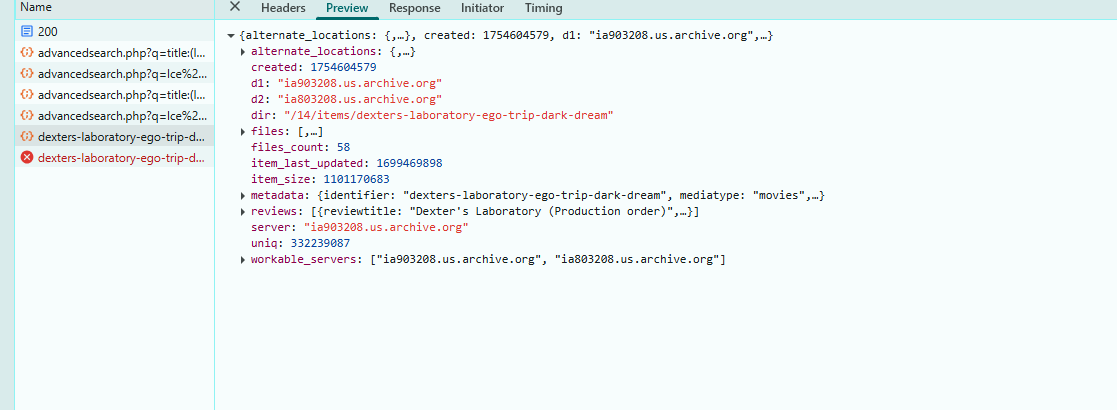 Name
Headers Preview Response Initiator Timing
200
advancedsearch.php?q=title:(l...
advancedsearch.php?q=Ice%2...
advancedsearch.php?q=title:(l...
advancedsearch.php?q=Ice%2...
dexters-laboratory-ego-trip-d...
dexters-laboratory-ego-trip-d...
{alternate_locations: {,…}, created: 1754604579, d1: "ia903208.us.archive.org",…}
alternate_locations: {,…}
created: 1754604579
d1: "ia903208.us.archive.org"
d2: "ia803208.us.archive.org"
dir: "/14/items/dexters-laboratory-ego-trip-dark-dream"
files: [,…]
files_count: 58
item_last_updated: 1699469898
item_size: 1101170683
metadata: {identifier: "dexters-laboratory-ego-trip-dark-dream", mediatype: "movies",…}
reviews: [{reviewtitle: "Dexter's Laboratory (Production order)",…}]
server: "ia903208.us.archive.org"
uniq: 332239087
workable_servers: ["ia903208.us.archive.org", "ia803208.us.archive.org"]